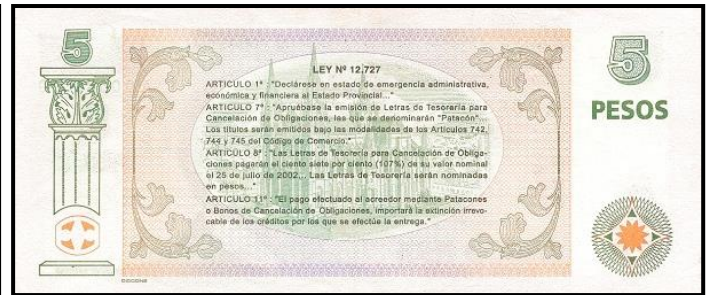 5
5
PESOS
LEY Nº 12.727
ARTICULO 1º : "Declárese en estado de emergencia administrativa,
económica y financiera al Estado Provincial..."
ARTICULO 7º : "Apruébase la emisión de Letras de Tesorería para
Cancelación de Obligaciones, las que se denominarán "Patacón".
Los títulos serán emitidos bajo las modalidades de los Artículos 742,
744 y 745 del Código de Comercio."
ARTICULO 8º : "Las Letras de Tesorería para Cancelación de Obliga-
ciones pagarán el ciento siete por ciento (107%) de su valor nominal
el 25 de julio de 2002... Las Letras de Tesorería serán nominadas
en pesos..."
ARTICULO 11º : "El pago efectuado al acreedor mediante Patacones
o Bonos de Cancelación de Obligaciones, importará la extinción irrevo-
cable de los créditos por los que se efectúa la entrega."